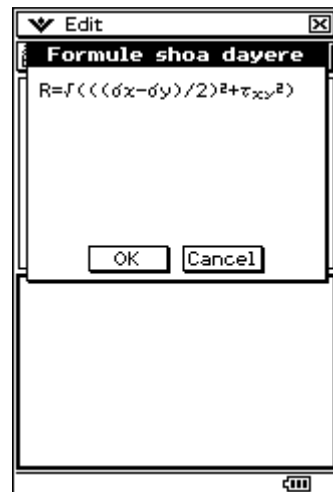 Edit
Formule shoa dayere
R=√(((σx-σy)/2)²+τxy²)
OK Cancel